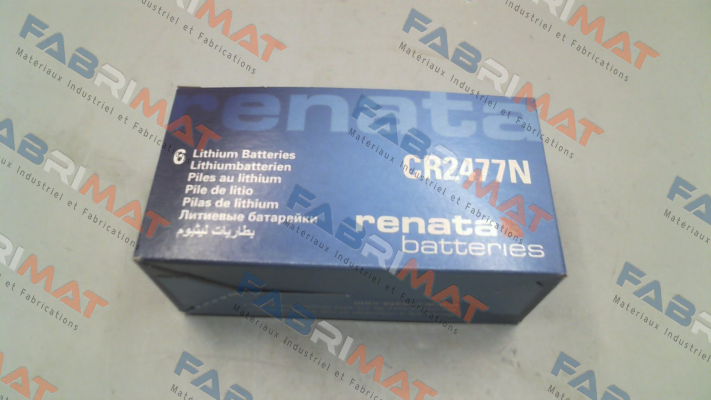 renata
6 Lithium Batteries
Lithiumbatterien
Piles au lithium
Pile de litio
Pilas de lithium
Литиевые батарейки
بطاريات ليثيوم
CR2477N
renata
batteries
FABRIMAT
Matériaux Industriel et Fabrications